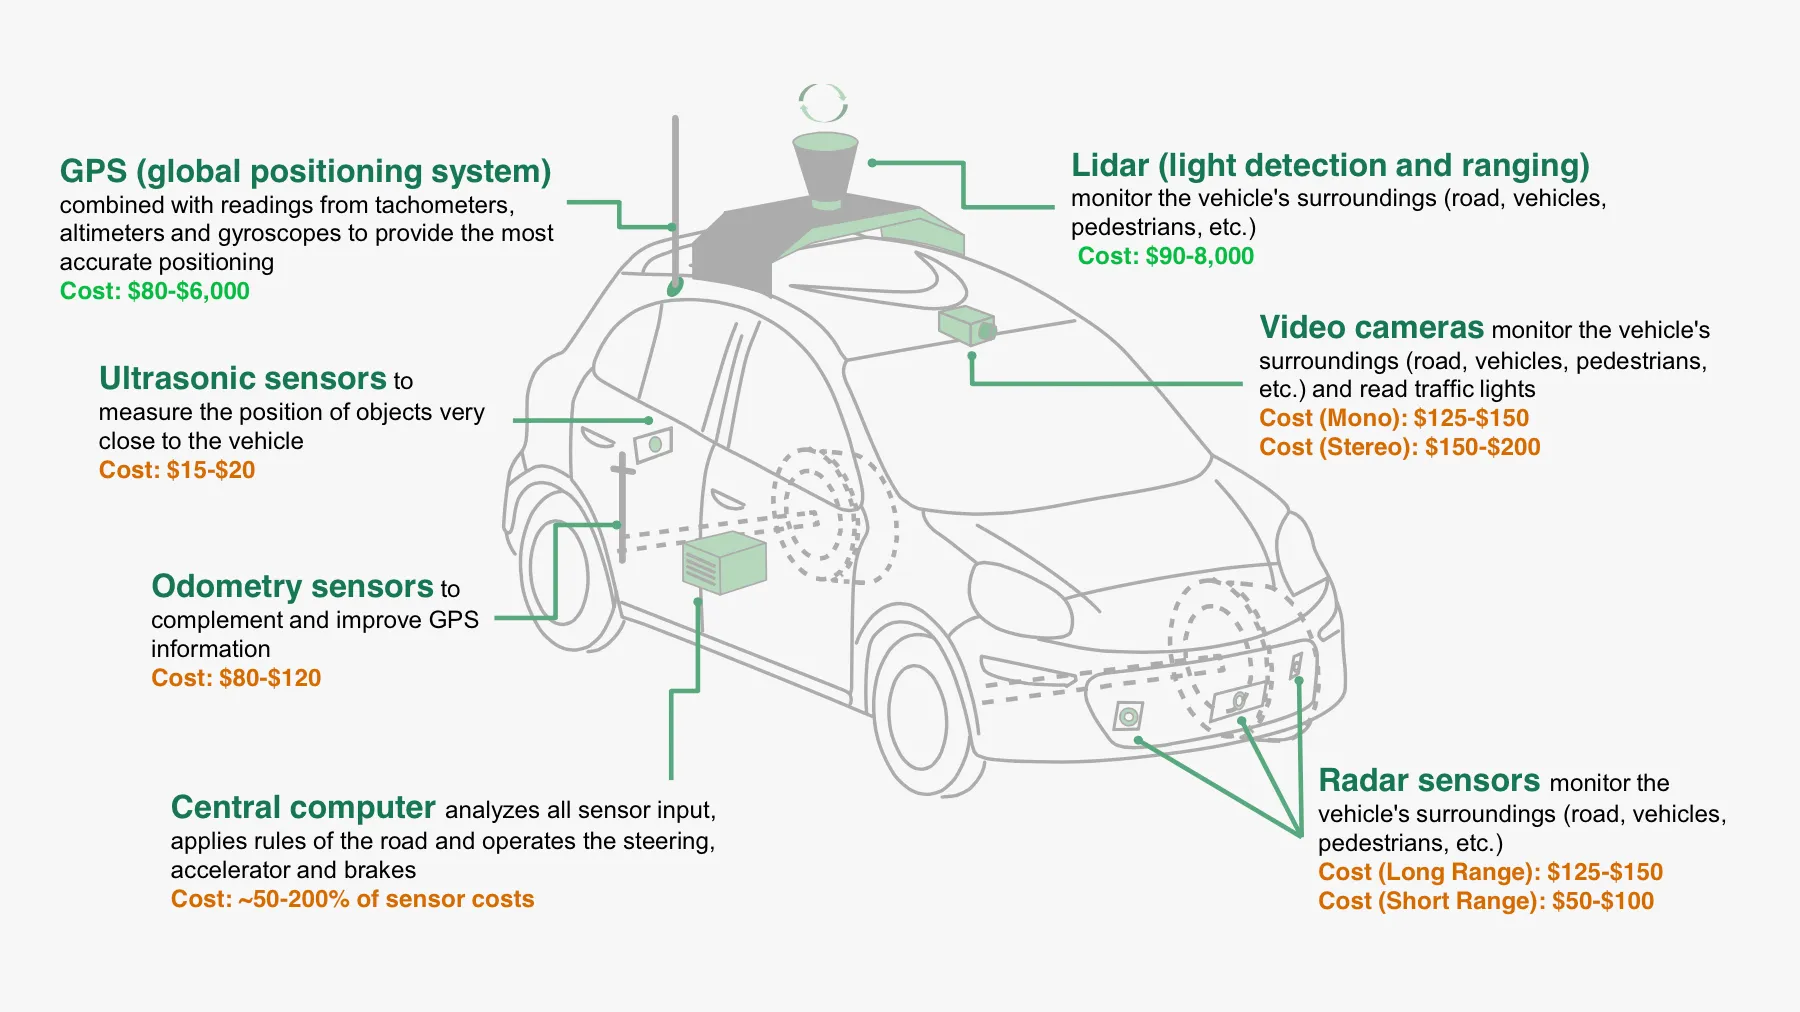 GPS (global positioning system)
combined with readings from tachometers,
altimeters and gyroscopes to provide the most
accurate positioning
Cost: $80-$6,000
Lidar (light detection and ranging)
monitor the vehicle's surroundings (road, vehicles,
pedestrians, etc.)
Cost: $90-8,000
Ultrasonic sensors to
measure the position of objects very
close to the vehicle
Cost: $15-$20
Video cameras monitor the vehicle's
surroundings (road, vehicles, pedestrians,
etc.) and read traffic lights
Cost (Mono): $125-$150
Cost (Stereo): $150-$200
Odometry sensors to
complement and improve GPS
information
Cost: $80-$120
Central computer analyzes all sensor input,
applies rules of the road and operates the steering,
accelerator and brakes
Cost: ~50-200% of sensor costs
Radar sensors monitor the
vehicle's surroundings (road, vehicles,
pedestrians, etc.)
Cost (Long Range): $125-$150
Cost (Short Range): $50-$100